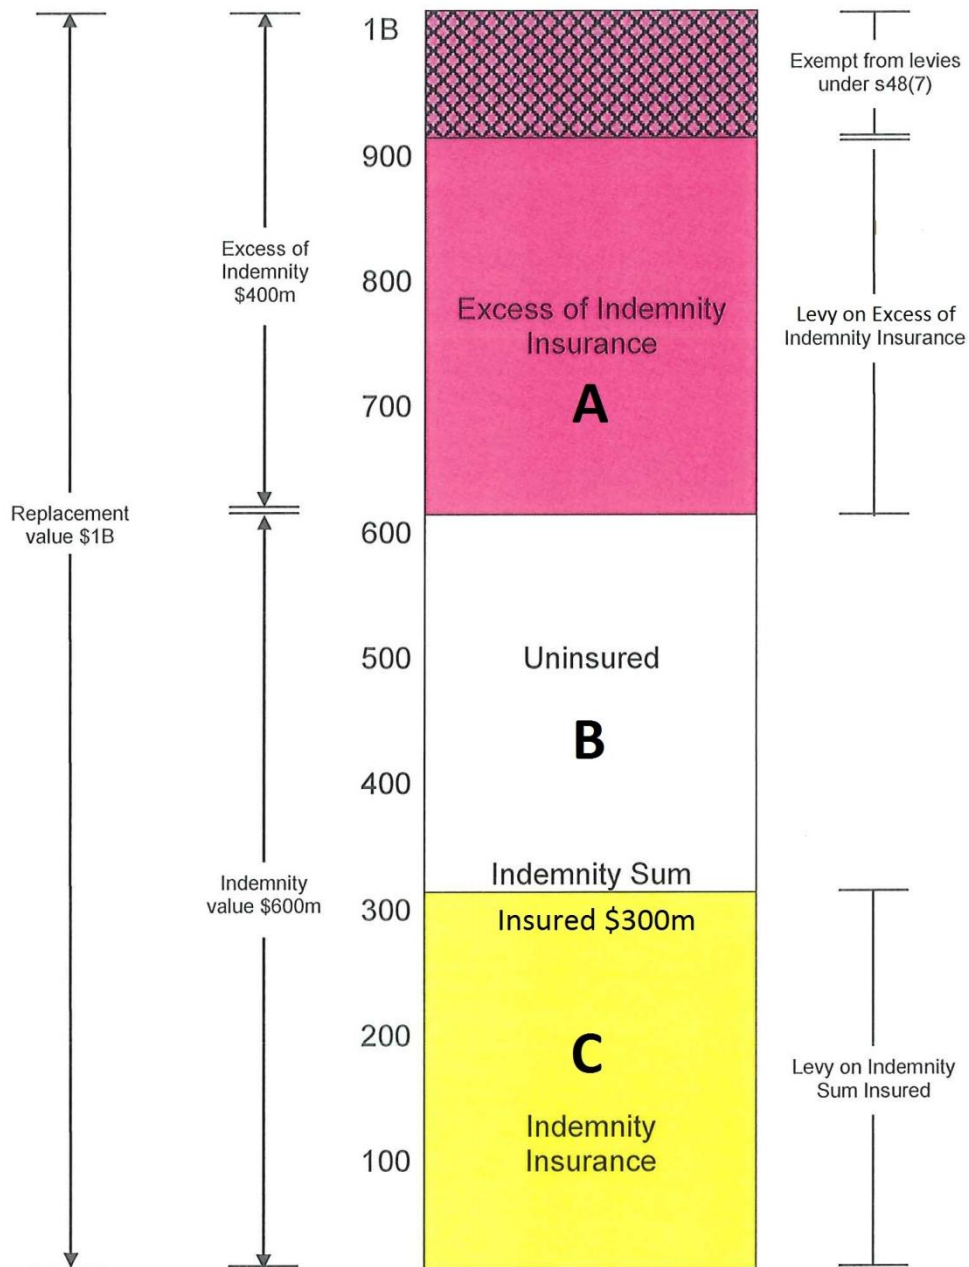 1B
Exempt from levies
under s48(7)
900
Excess of
Indemnity
$400m
800
Excess of Indemnity
Insurance
Levy on Excess of
Indemnity Insurance
700
A
Replacement
value $1B
600
500
Uninsured
B
400
Indemnity Sum
Indemnity
value $600m
300
Insured $300m
200
C
Levy on Indemnity
Sum Insured
Indemnity
Insurance
100